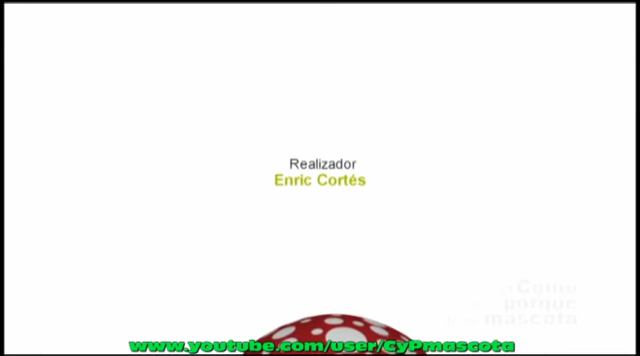 Realizador
Enric Cortés
Como
porque
mascota
www.youtube.com/user/CyPmascota